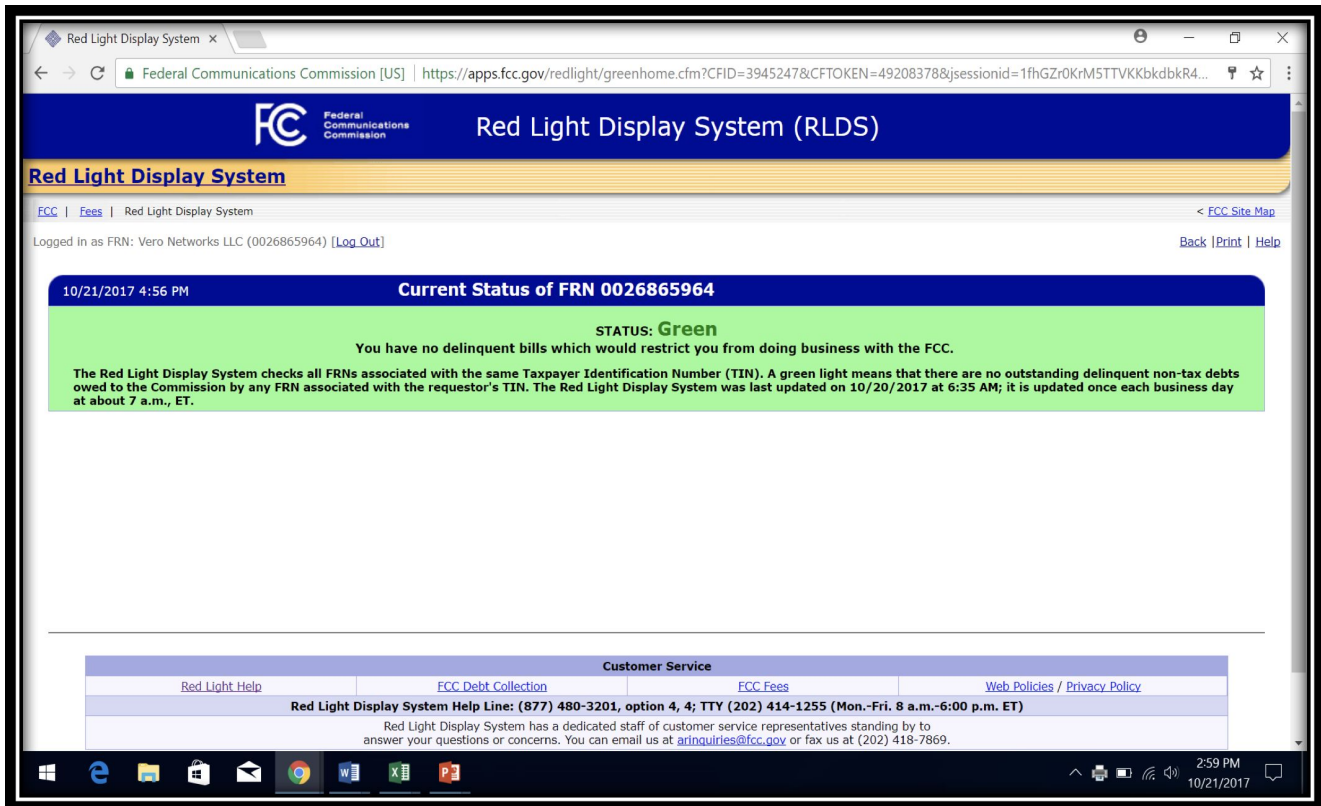 Red Light Display System ×
Federal Communications Commission [US] | https://apps.fcc.gov/redlight/greenhome.cfm?CFID=3945247&CFTOKEN=49208378&jsessionid=1fhGZr0KrM5TTVKKbkdbkR4...
FC Federal Communications Commission Red Light Display System (RLDS)
Red Light Display System
FCC | Fees | Red Light Display System < FCC Site Map
Logged in as FRN: Vero Networks LLC (0026865964) [Log Out] Back |Print | Help
10/21/2017 4:56 PM Current Status of FRN 0026865964
STATUS: Green
You have no delinquent bills which would restrict you from doing business with the FCC.
The Red Light Display System checks all FRNs associated with the same Taxpayer Identification Number (TIN). A green light means that there are no outstanding delinquent non-tax debts
owed to the Commission by any FRN associated with the requestor's TIN. The Red Light Display System was last updated on 10/20/2017 at 6:35 AM; it is updated once each business day
at about 7 a.m., ET.
Customer Service
Red Light Help FCC Debt Collection FCC Fees Web Policies / Privacy Policy
Red Light Display System Help Line: (877) 480-3201, option 4, 4; TTY (202) 414-1255 (Mon.-Fri. 8 a.m.-6:00 p.m. ET)
Red Light Display System has a dedicated staff of customer service representatives standing by to
answer your questions or concerns. You can email us at arinquiries@fcc.gov or fax us at (202) 418-7869.
2:59 PM
10/21/2017